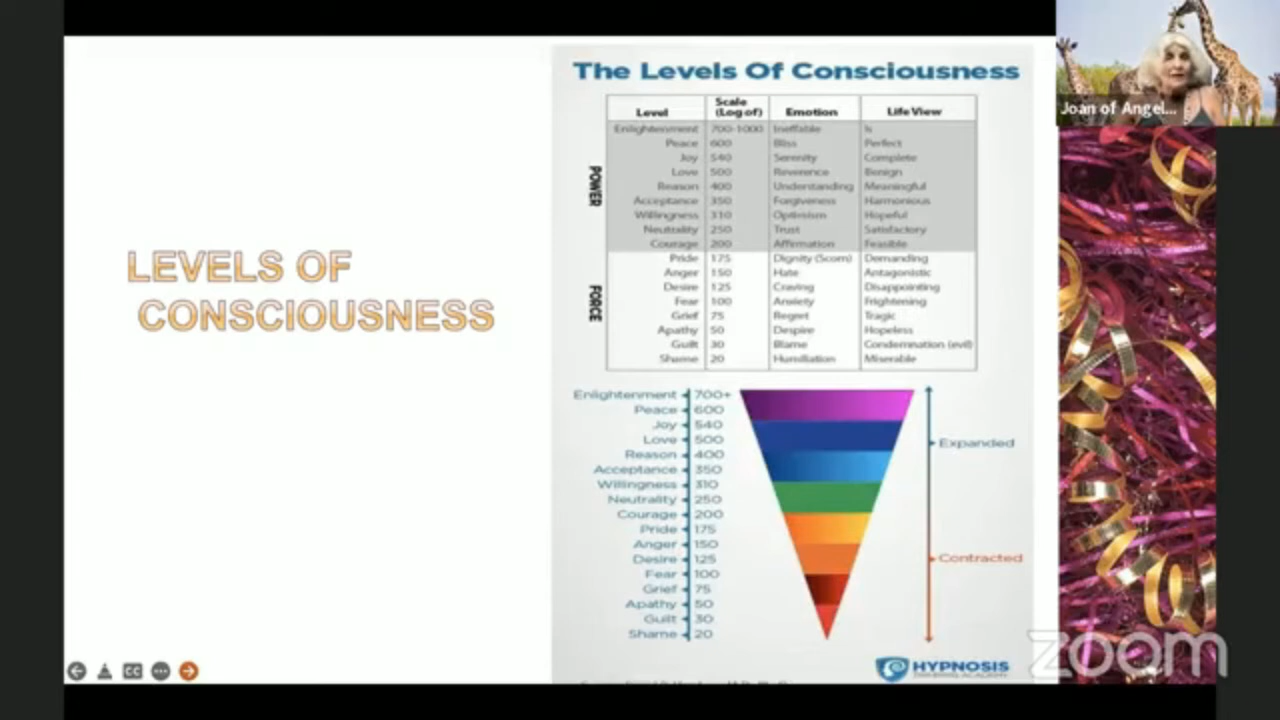 LEVELS OF
CONSCIOUSNESS
The Levels Of Consciousness
Level Scale (Log of) Emotion Life View
POWER
Enlightenment 700-1000 Ineffable Is
Peace 600 Bliss Perfect
Joy 540 Serenity Complete
Love 500 Reverence Benign
Reason 400 Understanding Meaningful
Acceptance 350 Forgiveness Harmonious
Willingness 310 Optimism Hopeful
Neutrality 250 Trust Satisfactory
Courage 200 Affirmation Feasible
FORCE
Pride 175 Dignity (Scorn) Demanding
Anger 150 Hate Antagonistic
Desire 125 Craving Disappointing
Fear 100 Anxiety Frightening
Grief 75 Regret Tragic
Apathy 50 Despire Hopeless
Guilt 30 Blame Condemnation (evil)
Shame 20 Humiliation Miserable
Enlightenment 700+
Peace 600
Joy 540
Love 500
Reason 400
Acceptance 350
Willingness 310
Neutrality 250
Courage 200
Pride 175
Anger 150
Desire 125
Fear 100
Grief 75
Apathy 50
Guilt 30
Shame 20
Expanded
Contracted
HYPNOSIS
CC
Joan of Angel...
zoom